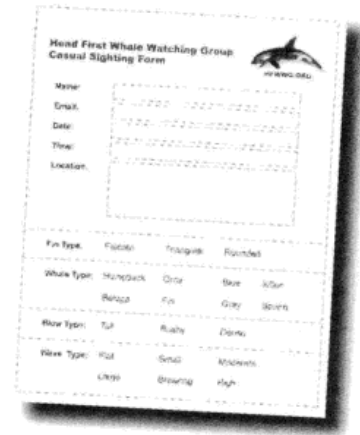 Head First Whale Watching Group
Casual Sighting Form
Name:
Email:
Date:
Time:
Location:
Fin Type: Falcate Triangular Rounded
Whale Type: Humpback Orca Blue Killer
Beluga Fin Gray Sperm
Blow Type: Tall Bushy Dense
Wave Type: Flat Small Moderate
Large Breaking High